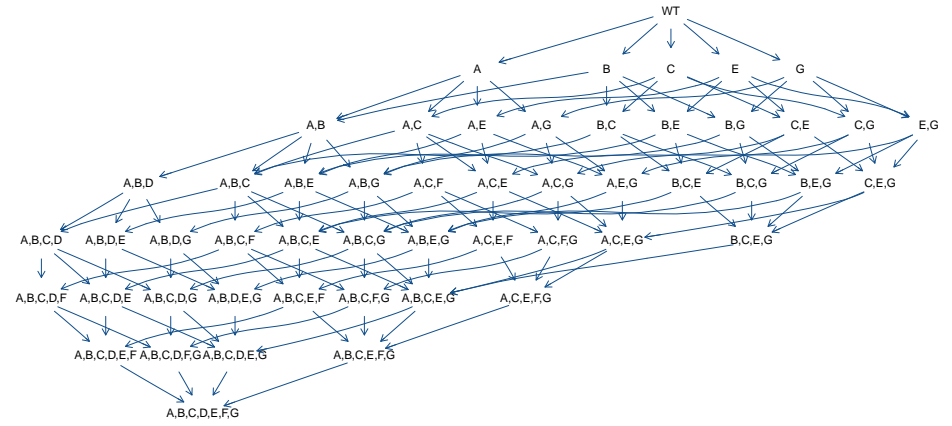 WT
A B C E G
A,B A,C A,E A,G B,C B,E B,G C,E C,G E,G
A,B,D A,B,C A,B,E A,B,G A,C,F A,C,E A,C,G A,E,G B,C,E B,C,G B,E,G C,E,G
A,B,C,D A,B,D,E A,B,D,G A,B,C,F A,B,C,E A,B,C,G A,B,E,G A,C,E,F A,C,F,G A,C,E,G B,C,E,G
A,B,C,D,F A,B,C,D,E A,B,C,D,G A,B,D,E,G A,B,C,E,F A,B,C,F,G A,B,C,E,G A,C,E,F,G
A,B,C,D,E,F A,B,C,D,F,G A,B,C,D,E,G A,B,C,E,F,G
A,B,C,D,E,F,G